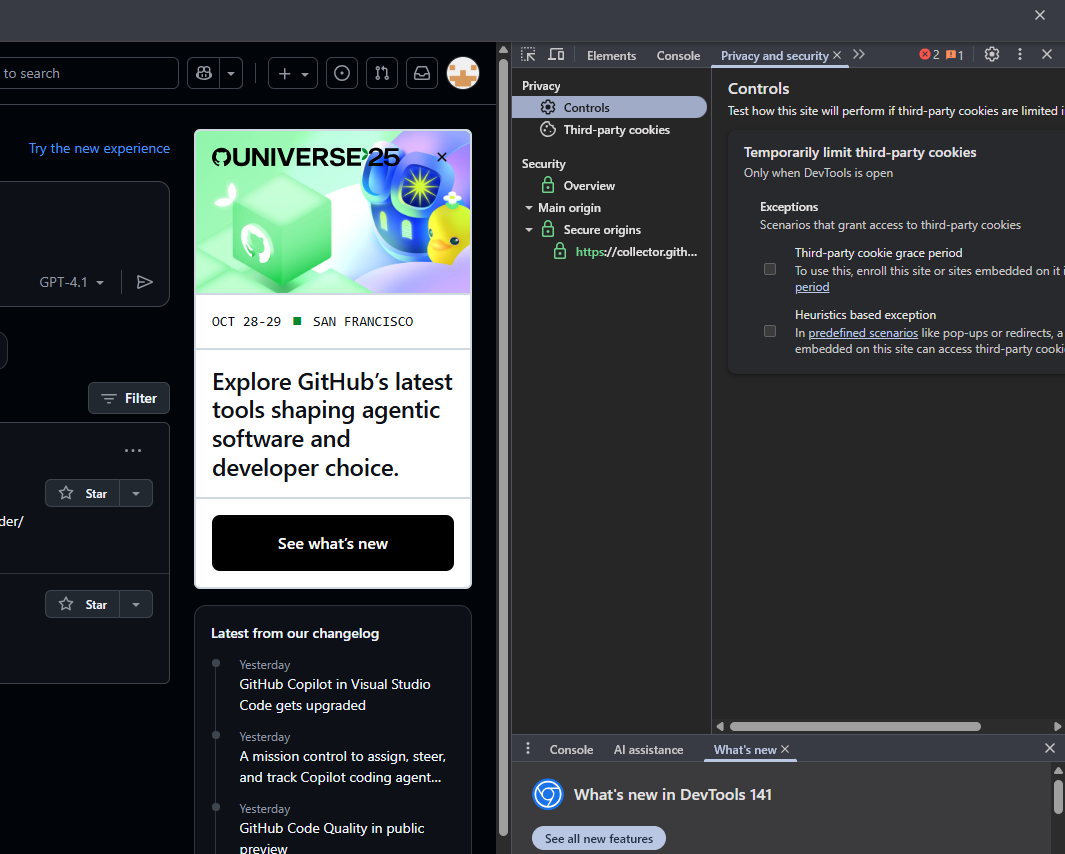 to search
Try the new experience
GPT-4.1
Filter
Star
der/
Star
UNIVERSE'25
OCT 28-29 SAN FRANCISCO
Explore GitHub's latest
tools shaping agentic
software and
developer choice.
See what's new
Latest from our changelog
Yesterday
GitHub Copilot in Visual Studio
Code gets upgraded
Yesterday
A mission control to assign, steer,
and track Copilot coding agent...
Yesterday
GitHub Code Quality in public
preview
Elements Console Privacy and security 2 1
Privacy
Controls
Third-party cookies
Security
Overview
Main origin
Secure origins
https://collector.gith...
Controls
Test how this site will perform if third-party cookies are limited i
Temporarily limit third-party cookies
Only when DevTools is open
Exceptions
Scenarios that grant access to third-party cookies
Third-party cookie grace period
To use this, enroll this site or sites embedded on it i
period
Heuristics based exception
In predefined scenarios like pop-ups or redirects, a
embedded on this site can access third-party cooki
Console AI assistance What's new
What's new in DevTools 141
See all new features